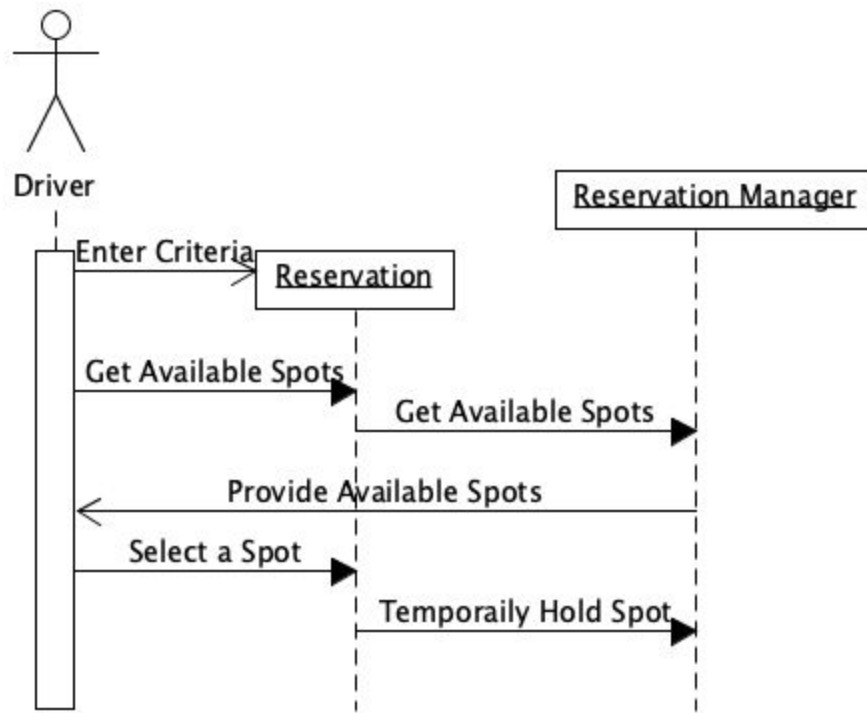 Driver
Reservation Manager
Enter Criteria
Reservation
Get Available Spots
Get Available Spots
Provide Available Spots
Select a Spot
Temporaily Hold Spot